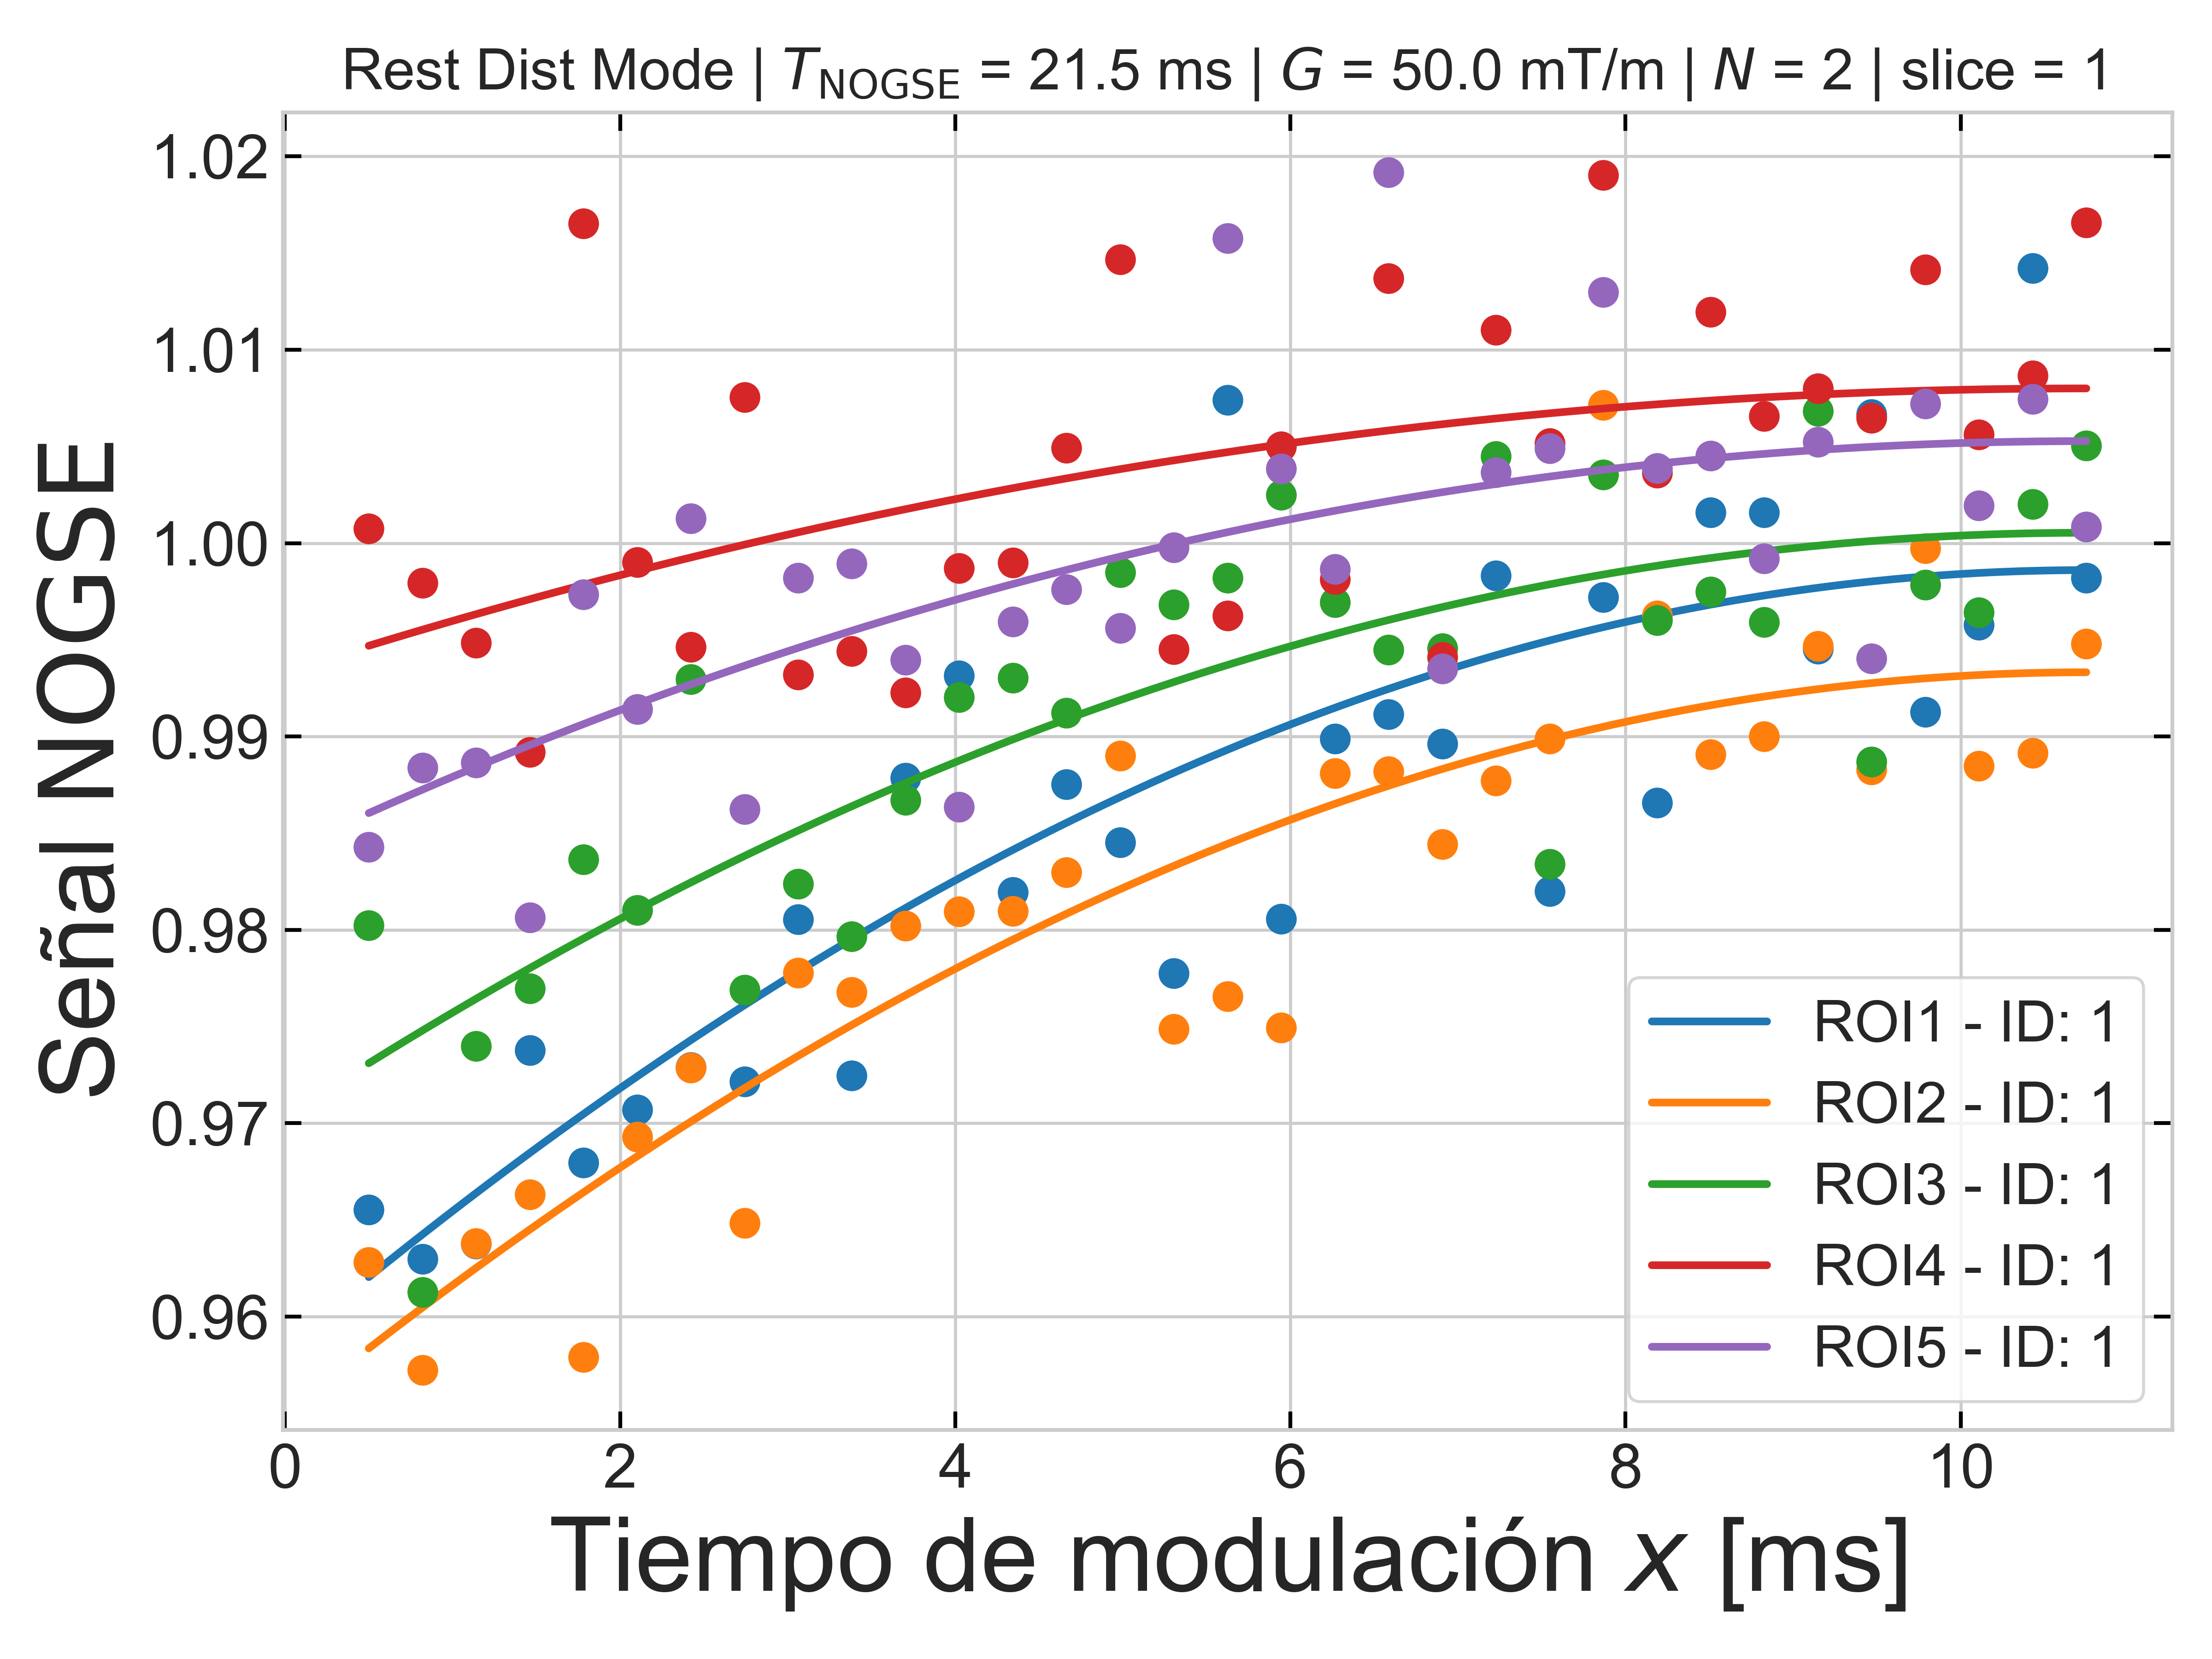 Rest Dist Mode | T_NOGSE = 21.5 ms | G = 50.0 mT/m | N = 2 | slice = 1
Señal NOGSE
1.02
1.01
1.00
0.99
0.98
0.97
0.96
ROI1 - ID: 1
ROI2 - ID: 1
ROI3 - ID: 1
ROI4 - ID: 1
ROI5 - ID: 1
0 2 4 6 8 10
Tiempo de modulación x [ms]